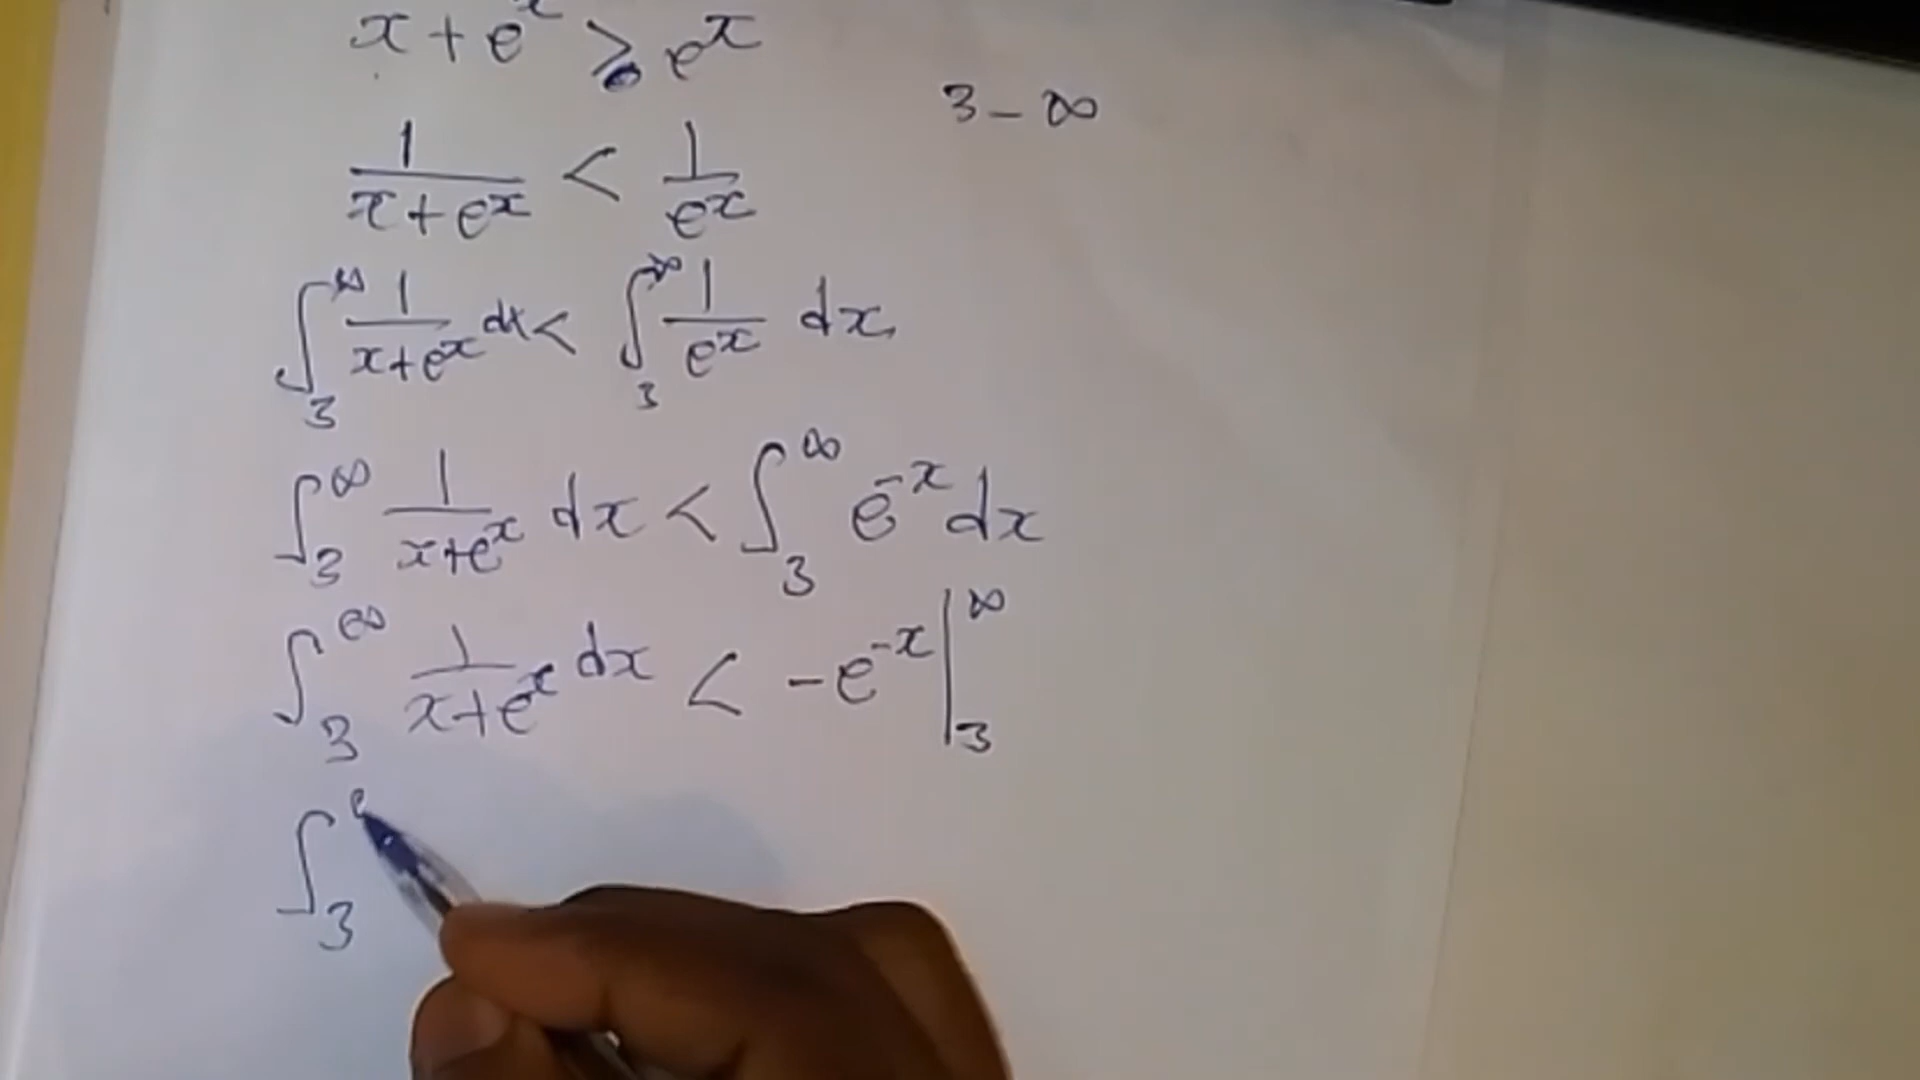 x + e^x ⩾ e^x
3 - ∞
1/(x+e^x) < 1/e^x
∫_3^∞ 1/(x+e^x) dx < ∫_3^∞ 1/e^x dx
∫_3^∞ 1/(x+e^x) dx < ∫_3^∞ e^-x dx
∫_3^∞ 1/(x+e^x) dx < -e^-x |_3^∞
∫_3